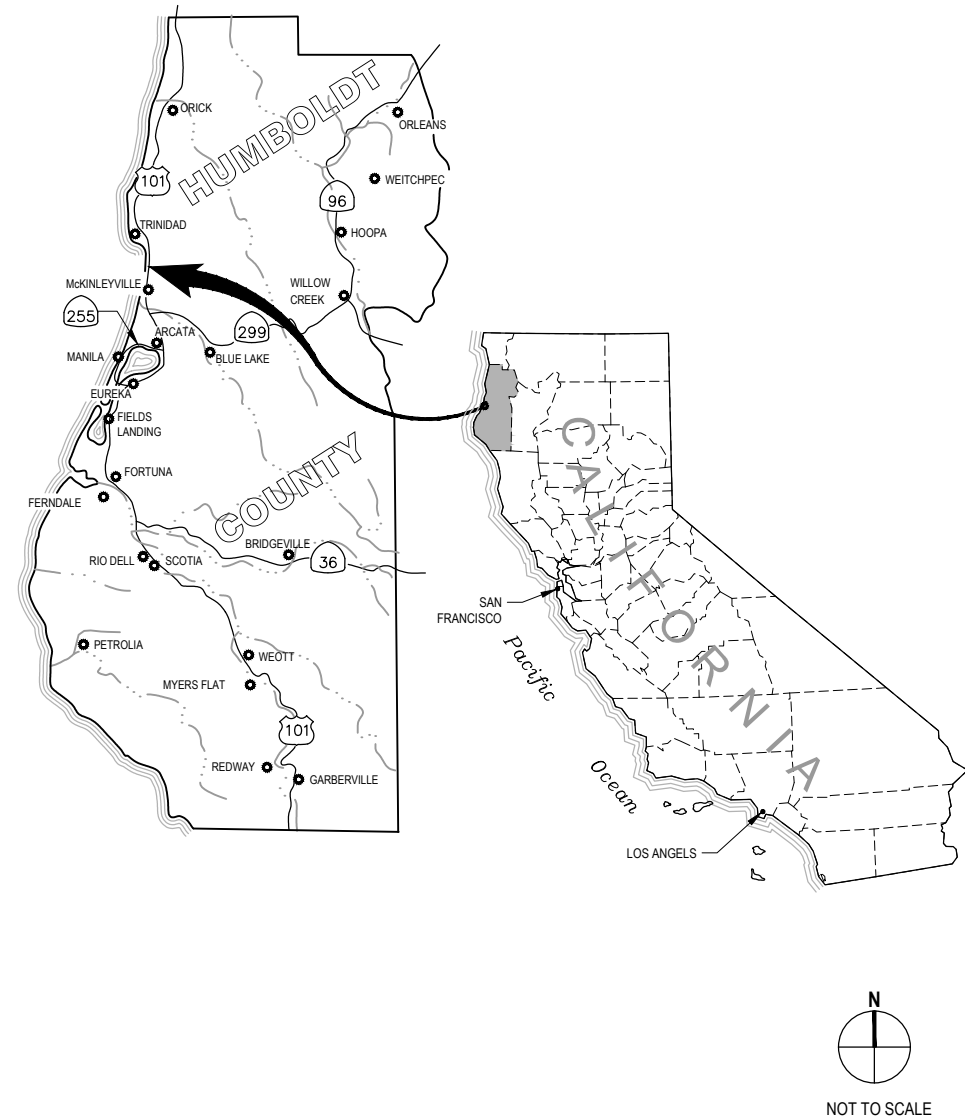 ORICK
HUMBOLDT
ORLEANS
101
WEITCHPEC
96
TRINIDAD
HOOPA
McKINLEYVILLE
WILLOW
CREEK
255
299
ARCATA
MANILA
BLUE LAKE
EUREKA
FIELDS
LANDING
FORTUNA
FERNDALE
COUNTY
BRIDGEVILLE
RIO DELL
SCOTIA
36
PETROLIA
WEOTT
MYERS FLAT
101
REDWAY
GARBERVILLE
CALIFORNIA
SAN
FRANCISCO
Pacific
Ocean
LOS ANGELS
N
NOT TO SCALE